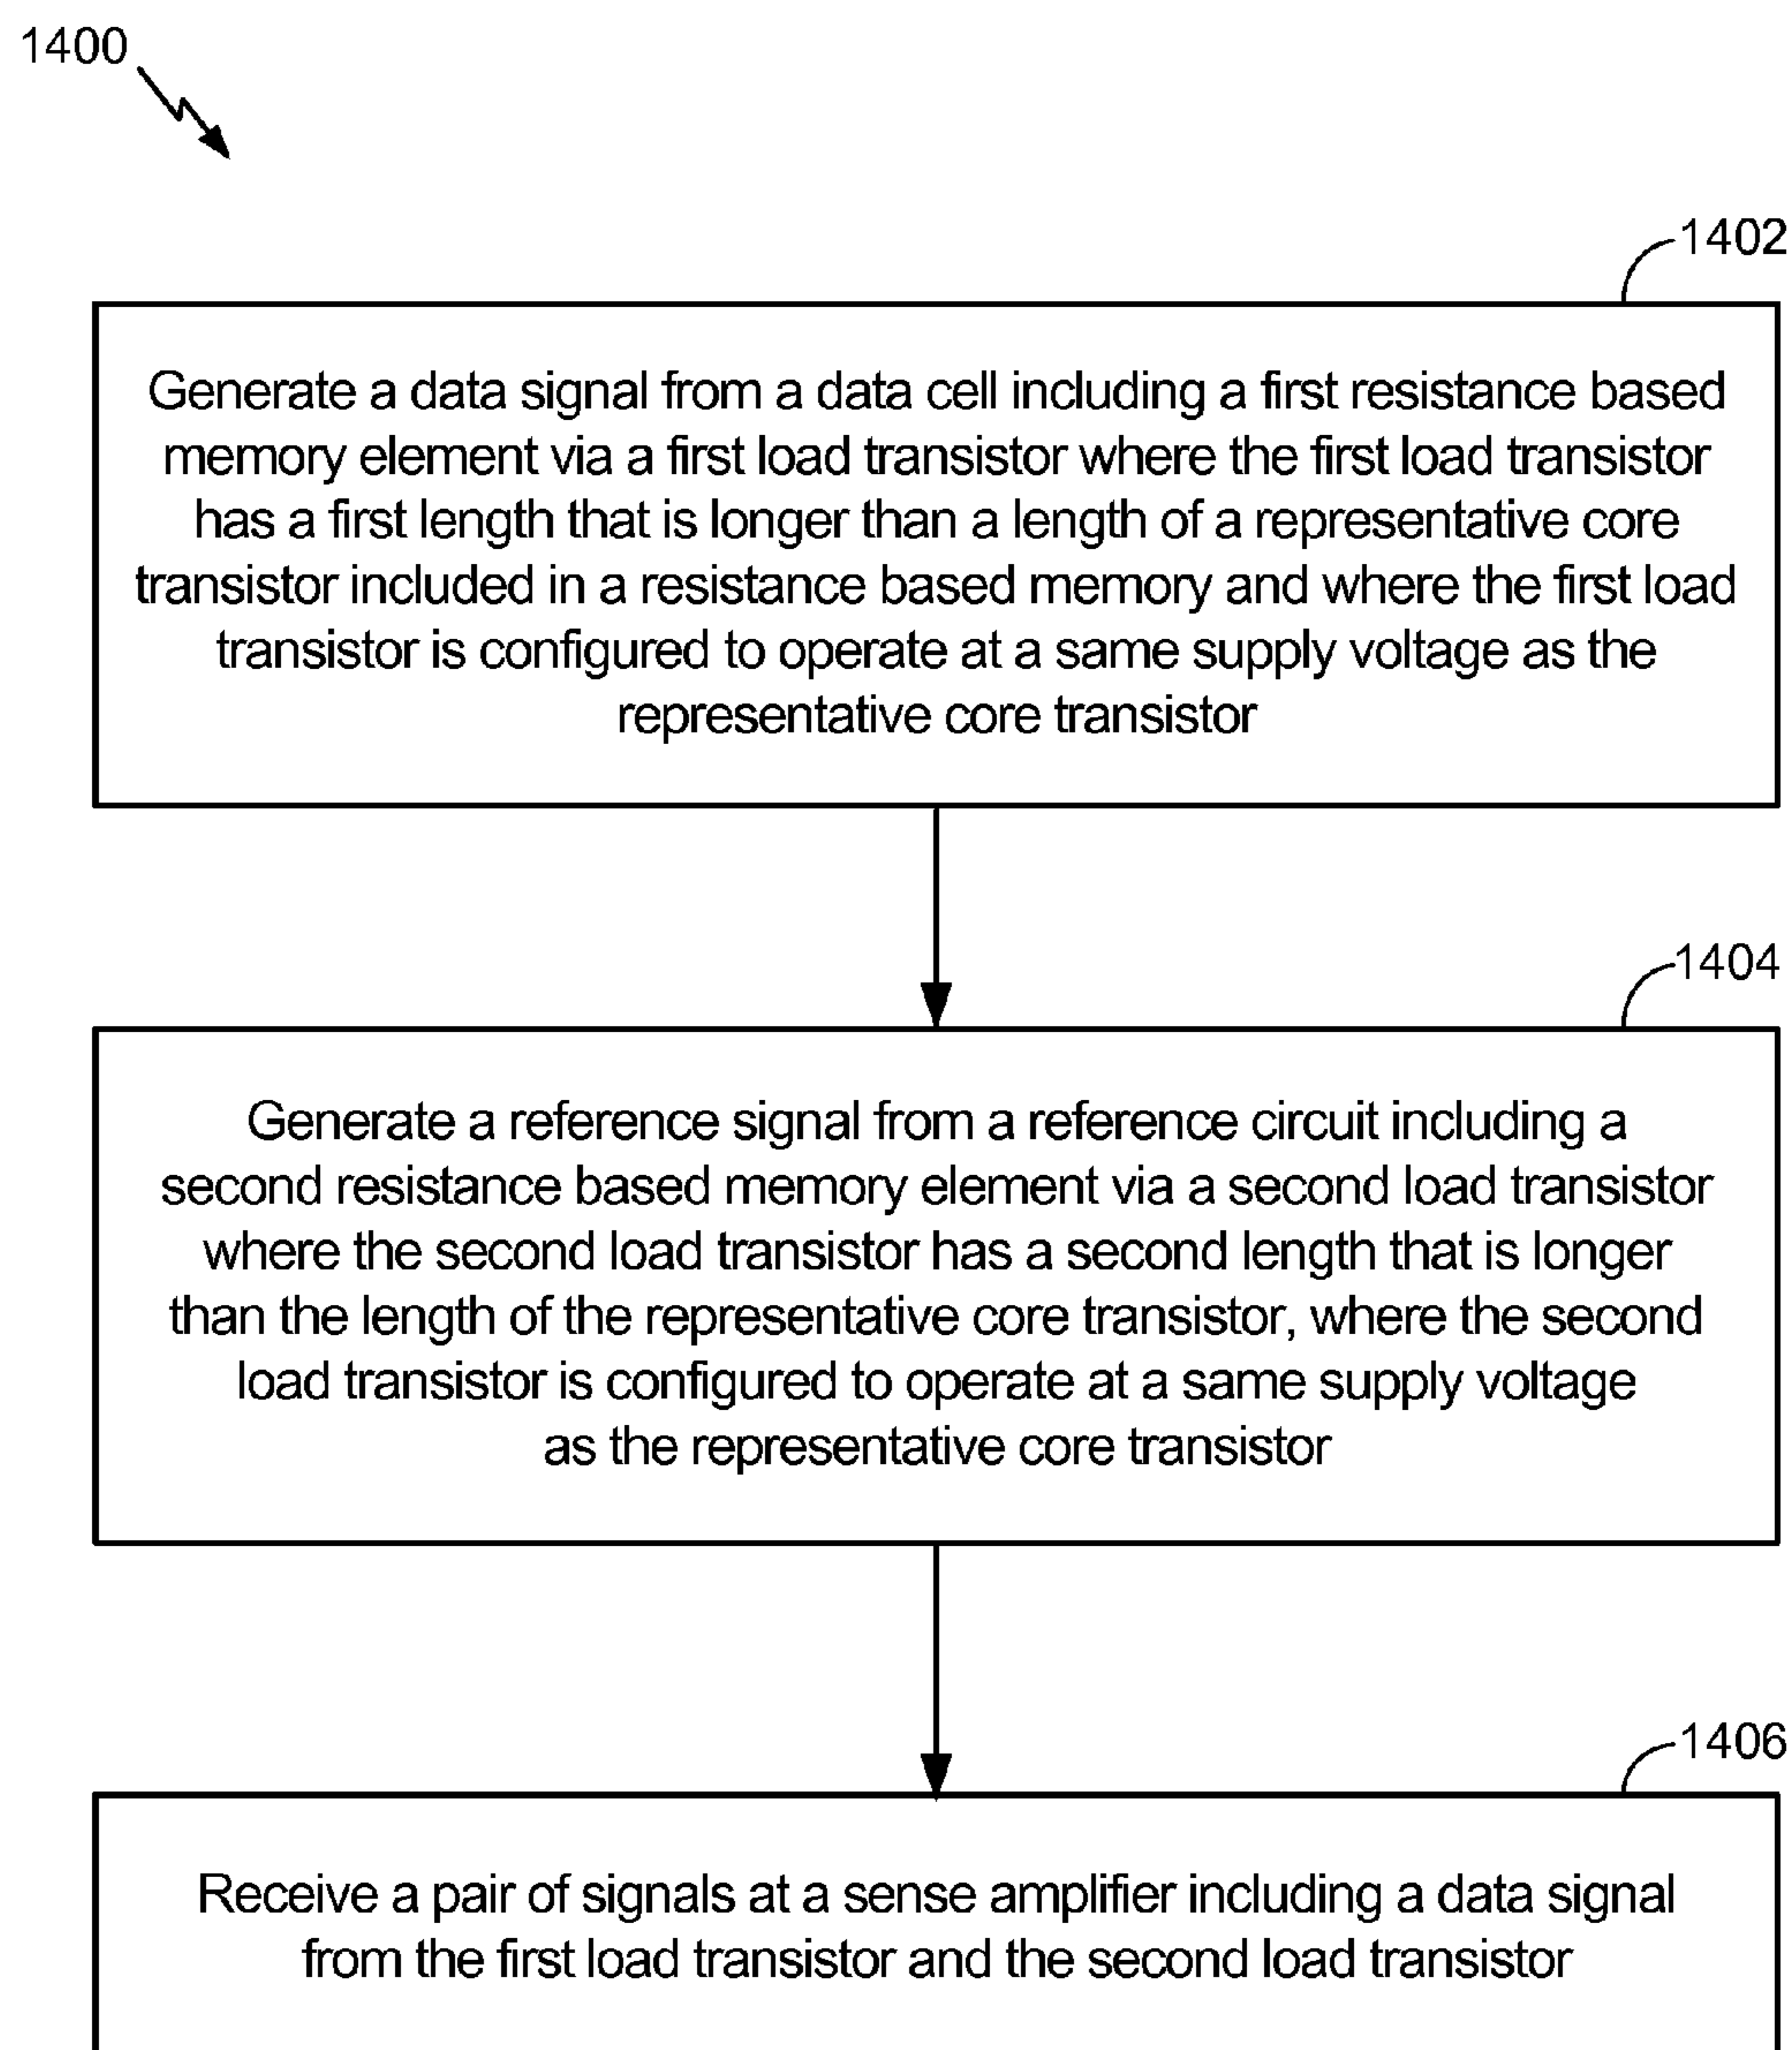 1400
1402
Generate a data signal from a data cell including a first resistance based
memory element via a first load transistor where the first load transistor
has a first length that is longer than a length of a representative core
transistor included in a resistance based memory and where the first load
transistor is configured to operate at a same supply voltage as the
representative core transistor
1404
Generate a reference signal from a reference circuit including a
second resistance based memory element via a second load transistor
where the second load transistor has a second length that is longer
than the length of the representative core transistor, where the second
load transistor is configured to operate at a same supply voltage
as the representative core transistor
1406
Receive a pair of signals at a sense amplifier including a data signal
from the first load transistor and the second load transistor